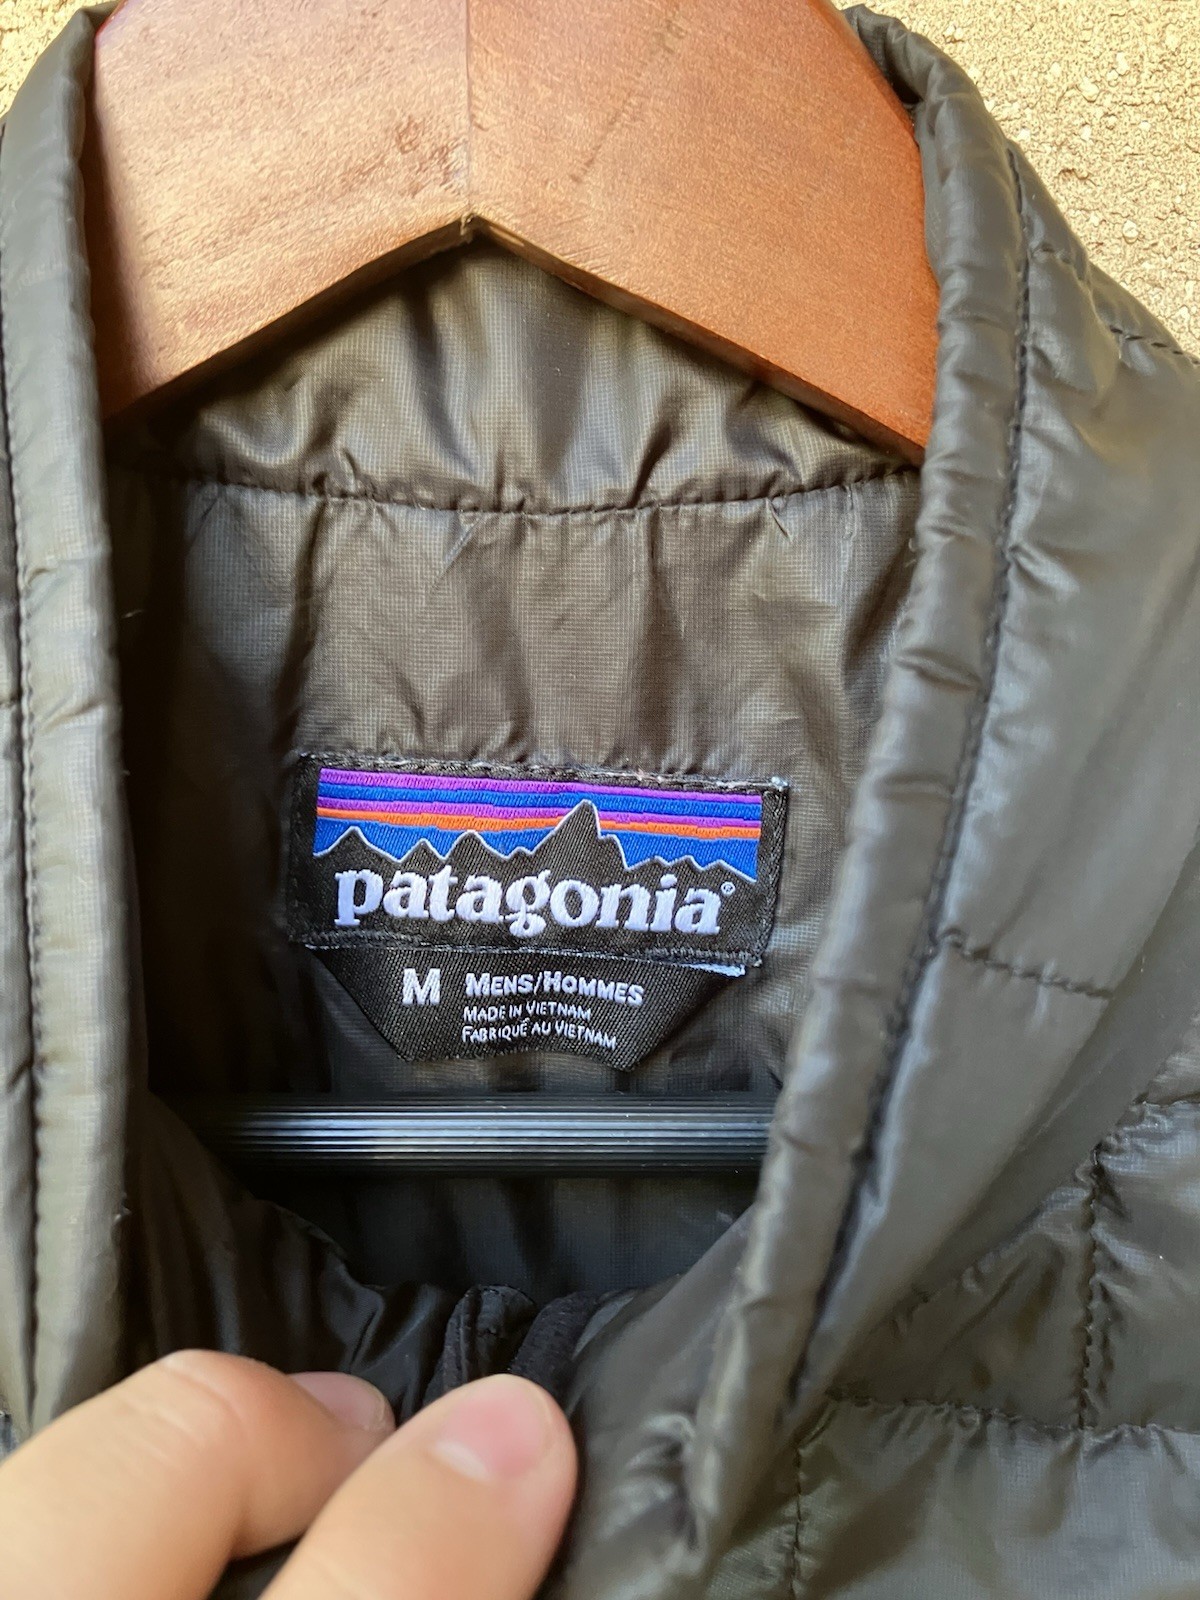 patagonia®
M MENS/HOMMES
MADE IN VIETNAM
FABRIQUÉ AU VIETNAM